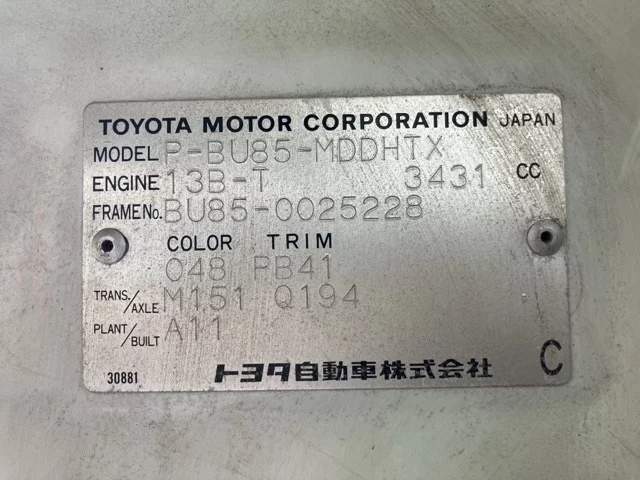 TOYOTA MOTOR CORPORATION JAPAN
MODEL P-BU85-MDDHTX
ENGINE 13B-T 3431 CC
FRAME No. BU85-0025228
COLOR TRIM
048 PB41
TRANS./AXLE M151 Q194
PLANT/BUILT A11
30881 トヨタ自動車株式会社 C